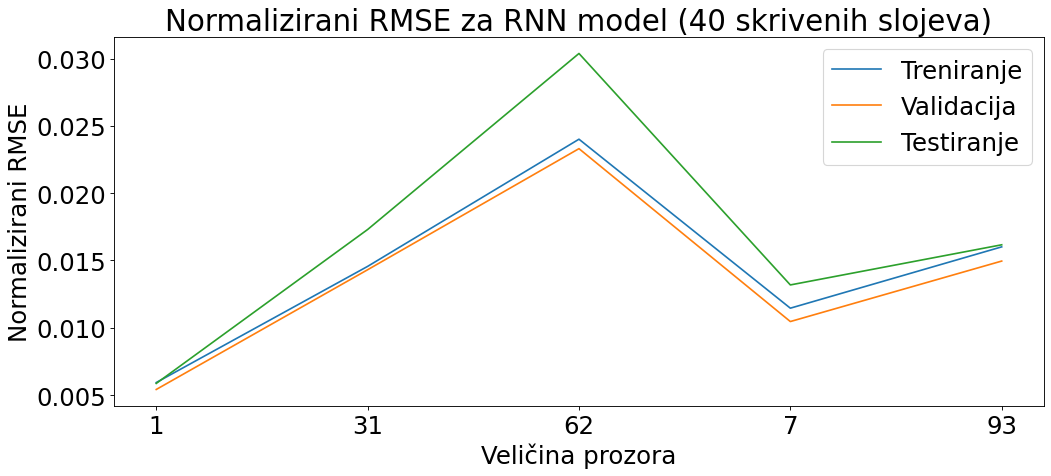 Normalizirani RMSE za RNN model (40 skrivenih slojeva)
Normalizirani RMSE
0.030
0.025
0.020
0.015
0.010
0.005
Treniranje
Validacija
Testiranje
1 31 62 7 93
Veličina prozora